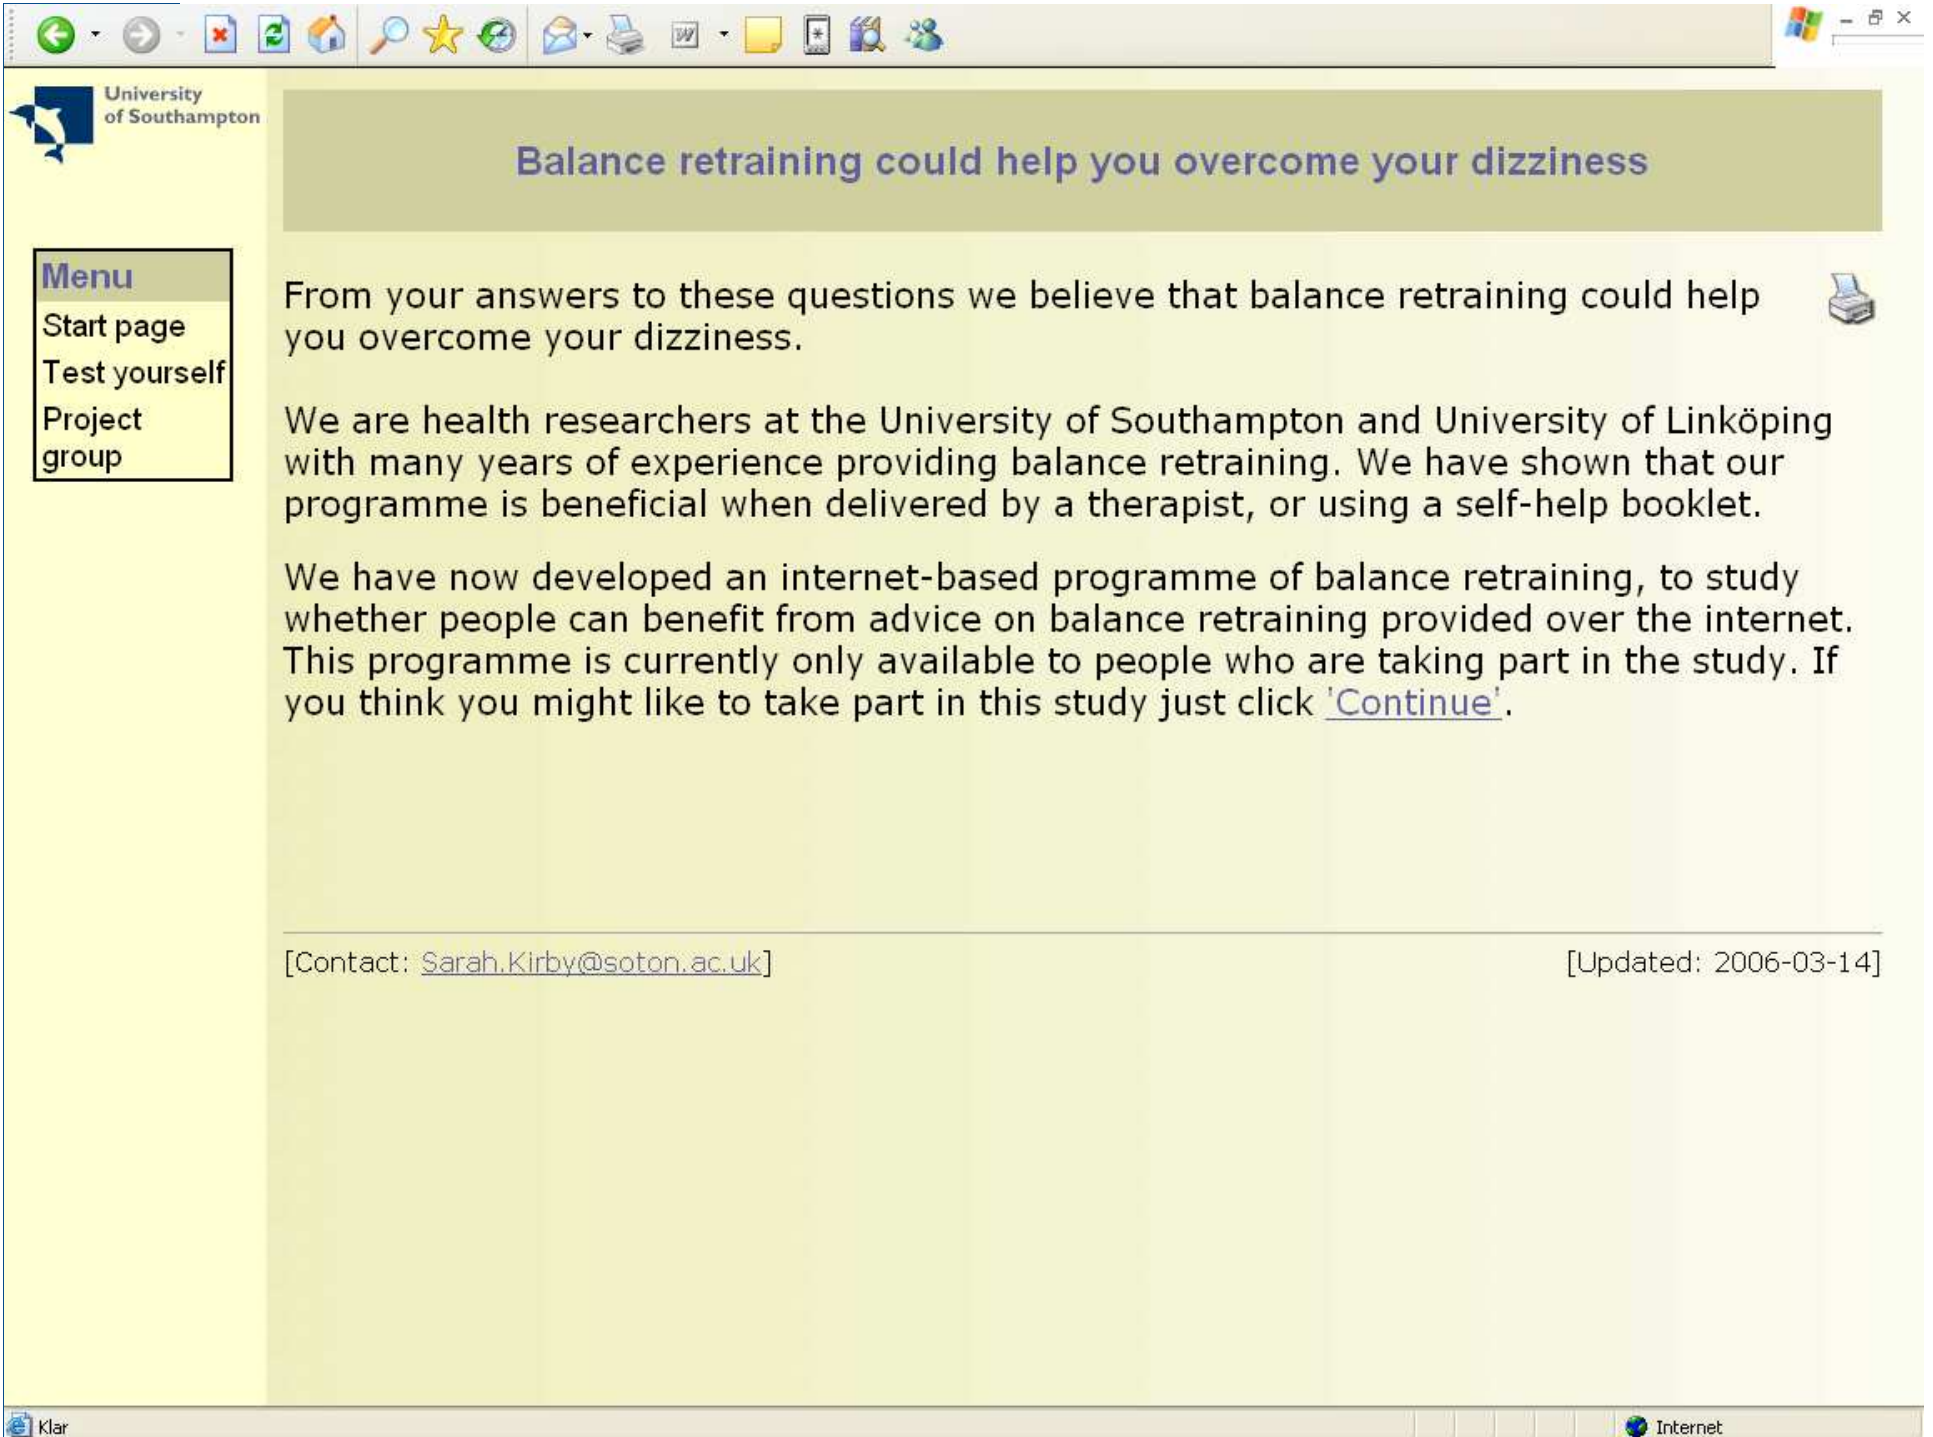 University
of Southampton
Balance retraining could help you overcome your dizziness
Menu
Start page
Test yourself
Project
group
From your answers to these questions we believe that balance retraining could help
you overcome your dizziness.
We are health researchers at the University of Southampton and University of Linköping
with many years of experience providing balance retraining. We have shown that our
programme is beneficial when delivered by a therapist, or using a self-help booklet.
We have now developed an internet-based programme of balance retraining, to study
whether people can benefit from advice on balance retraining provided over the internet.
This programme is currently only available to people who are taking part in the study. If
you think you might like to take part in this study just click 'Continue'.
[Contact: Sarah.Kirby@soton.ac.uk]
[Updated: 2006-03-14]
Klar
Internet